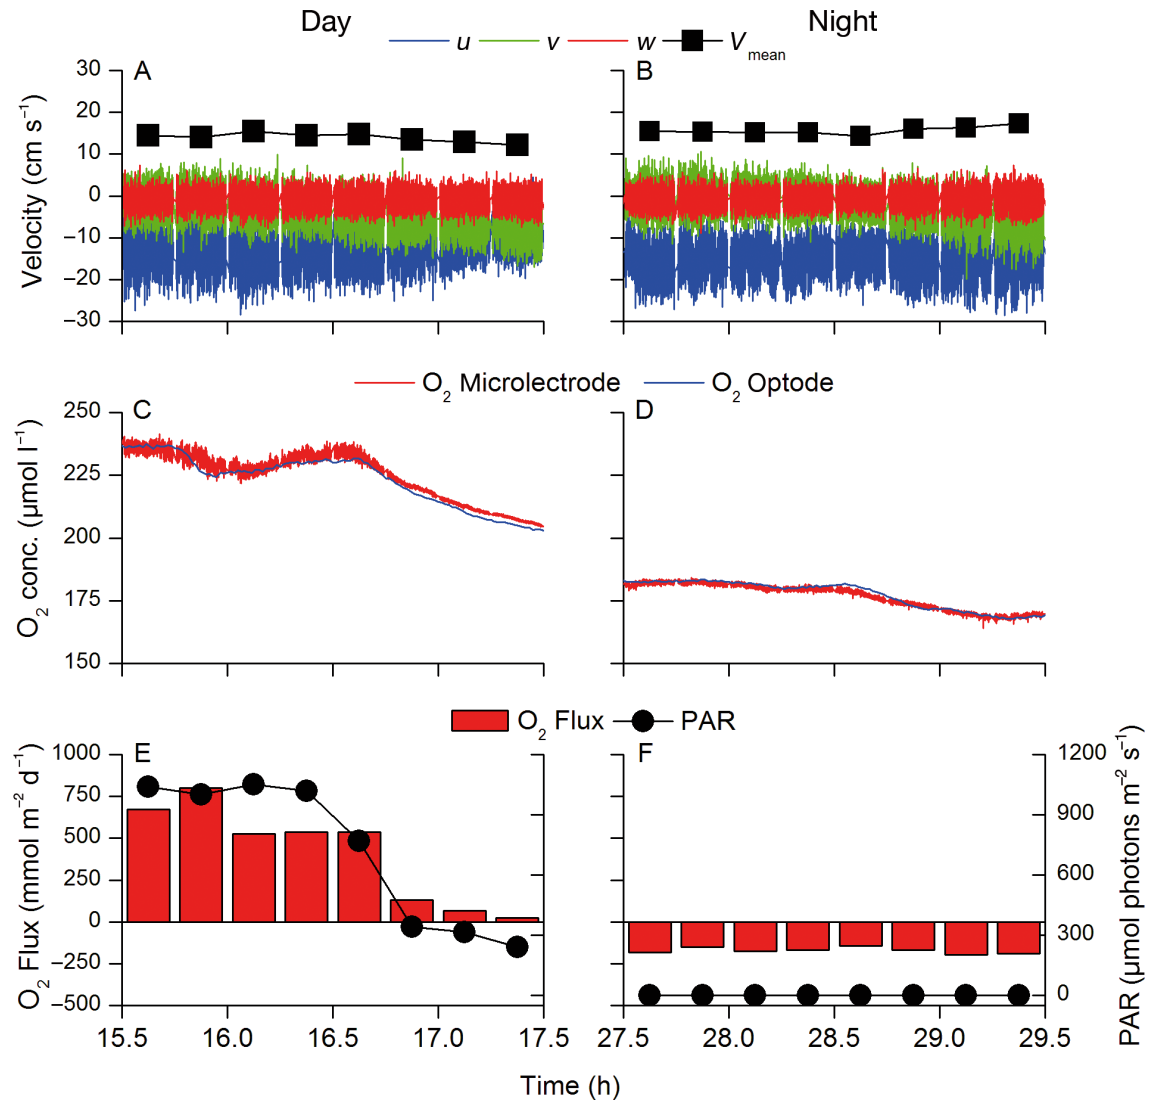 Day Night
u v w Vmean
A B
30
20
10
0
–10
–20
–30
Velocity (cm s–1)
O2 Microlectrode O2 Optode
C D
250
225
200
175
150
O2 conc. (µmol l–1)
O2 Flux PAR
E F
1000
750
500
250
0
–250
–500
O2 Flux (mmol m–2 d–1)
1200
900
600
300
0
PAR (µmol photons m–2 s–1)
15.5 16.0 16.5 17.0 17.5 27.5 28.0 28.5 29.0 29.5
Time (h)